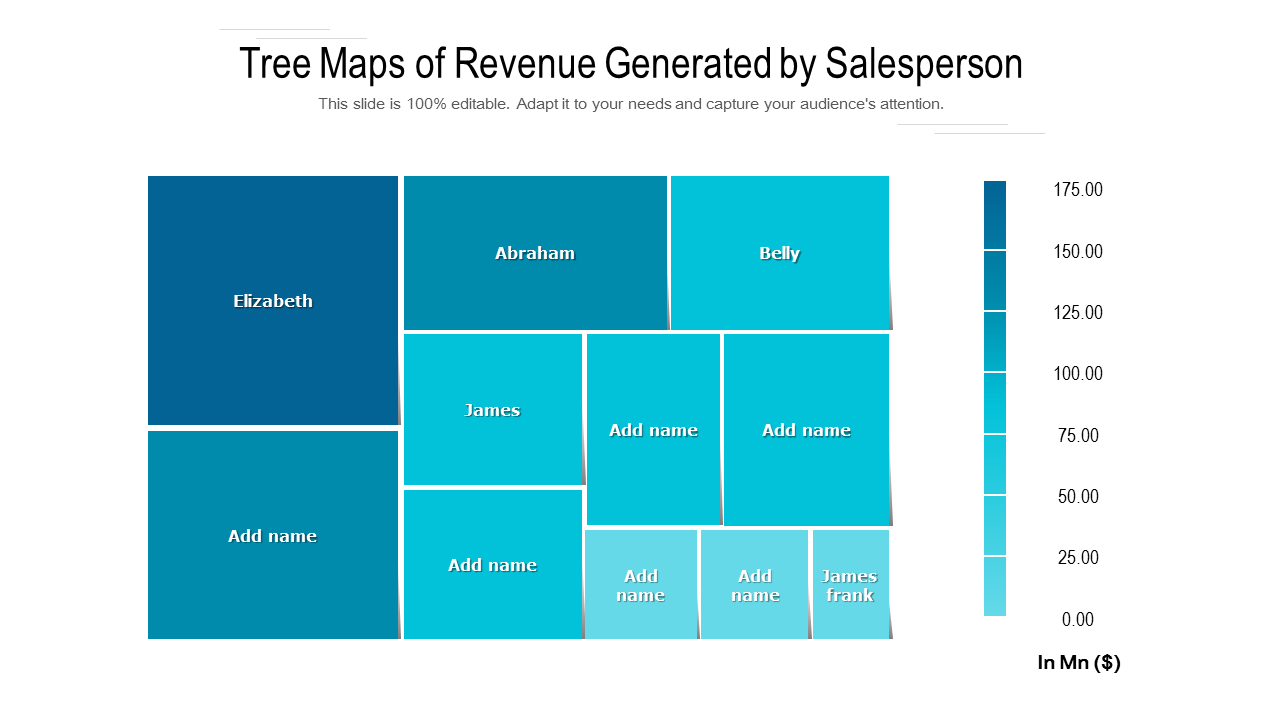 Tree Maps of Revenue Generated by Salesperson
This slide is 100% editable. Adapt it to your needs and capture your audience's attention.
Elizabeth
Abraham
Belly
James
Add name
Add name
Add name
Add name
Add
name
Add
name
James
frank
175.00
150.00
125.00
100.00
75.00
50.00
25.00
0.00
In Mn ($)